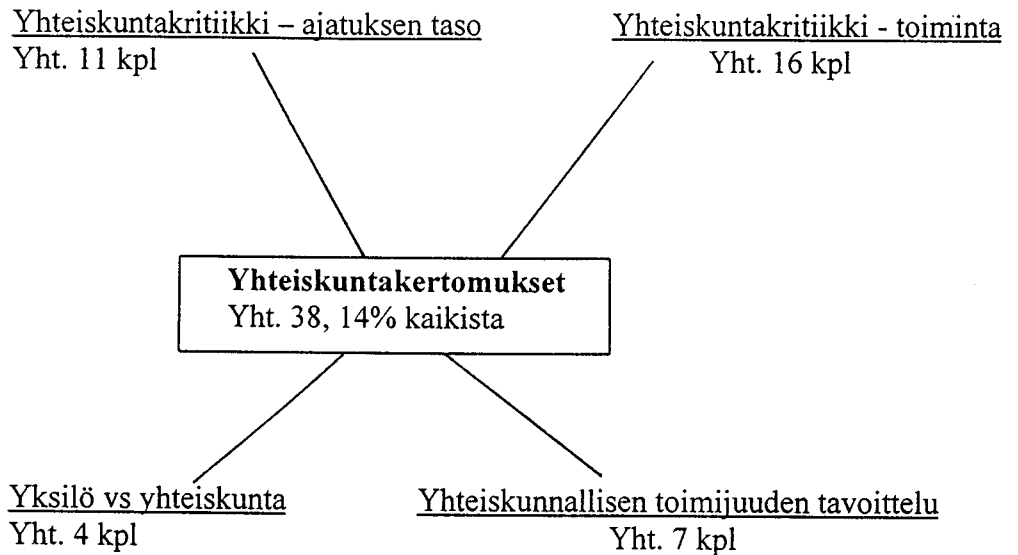 Yhteiskuntakritiikki – ajatuksen taso
Yht. 11 kpl
Yhteiskuntakritiikki - toiminta
Yht. 16 kpl
Yhteiskuntakertomukset
Yht. 38, 14% kaikista
Yksilö vs yhteiskunta
Yht. 4 kpl
Yhteiskunnallisen toimijuuden tavoittelu
Yht. 7 kpl